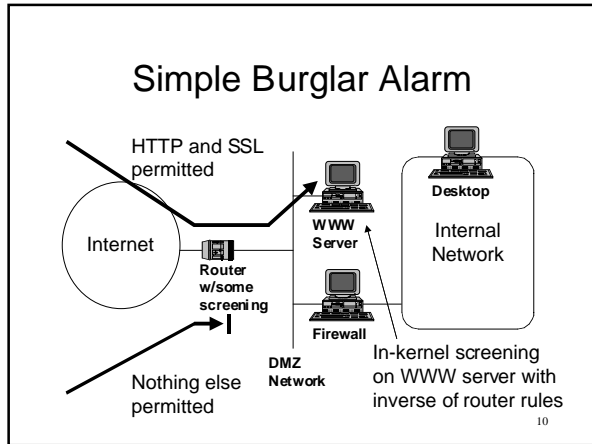 Simple Burglar Alarm
HTTP and SSL
permitted
Desktop
WWW
Server
Internet
Internal
Network
Router
w/some
screening
Firewall
DMZ
Network
In-kernel screening
on WWW server with
inverse of router rules
Nothing else
permitted
10